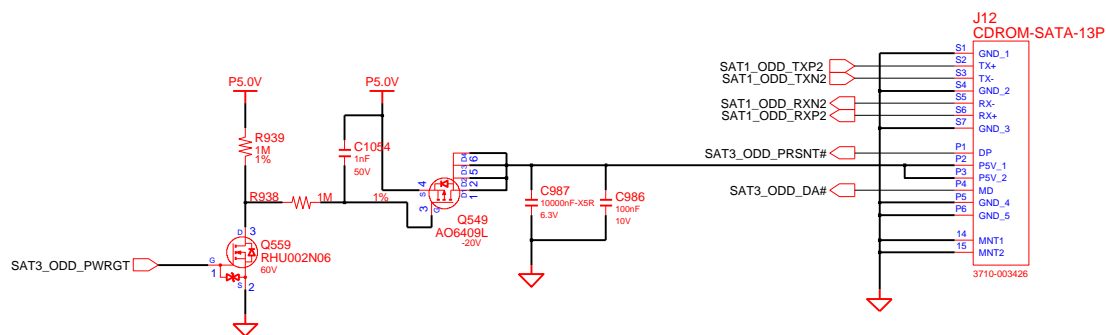 J12
CDROM-SATA-13P
S1
GND_1
SAT1_ODD_TXP2
S2
TX+
SAT1_ODD_TXN2
S3
TX-
S4
GND_2
SAT1_ODD_RXN2
S5
RX-
SAT1_ODD_RXP2
S6
RX+
S7
GND_3
SAT3_ODD_PRSNT#
P1
DP
P2
P5V_1
P3
P5V_2
SAT3_ODD_DA#
P4
MD
P5
GND_4
P6
GND_5
14
MNT1
15
MNT2
3710-003426
P5.0V
P5.0V
R939
1M
1%
C1054
1nF
50V
R938
1M
1%
4
S
G
3
D4
6
D3
5
D2
2
D1
1
Q549
AO6409L
-20V
C987
10000nF-X5R
6.3V
C986
100nF
10V
D
3
Q559
RHU002N06
60V
SAT3_ODD_PWRGT
G
1
S
2